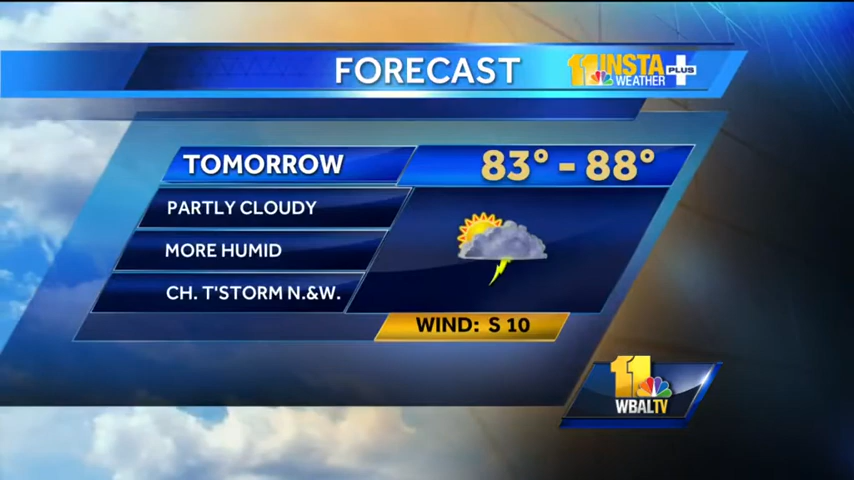 FORECAST
11 INSTA
WEATHER
PLUS
TOMORROW
83° - 88°
PARTLY CLOUDY
MORE HUMID
CH. T'STORM N.&W.
WIND: S 10
11
WBALTV